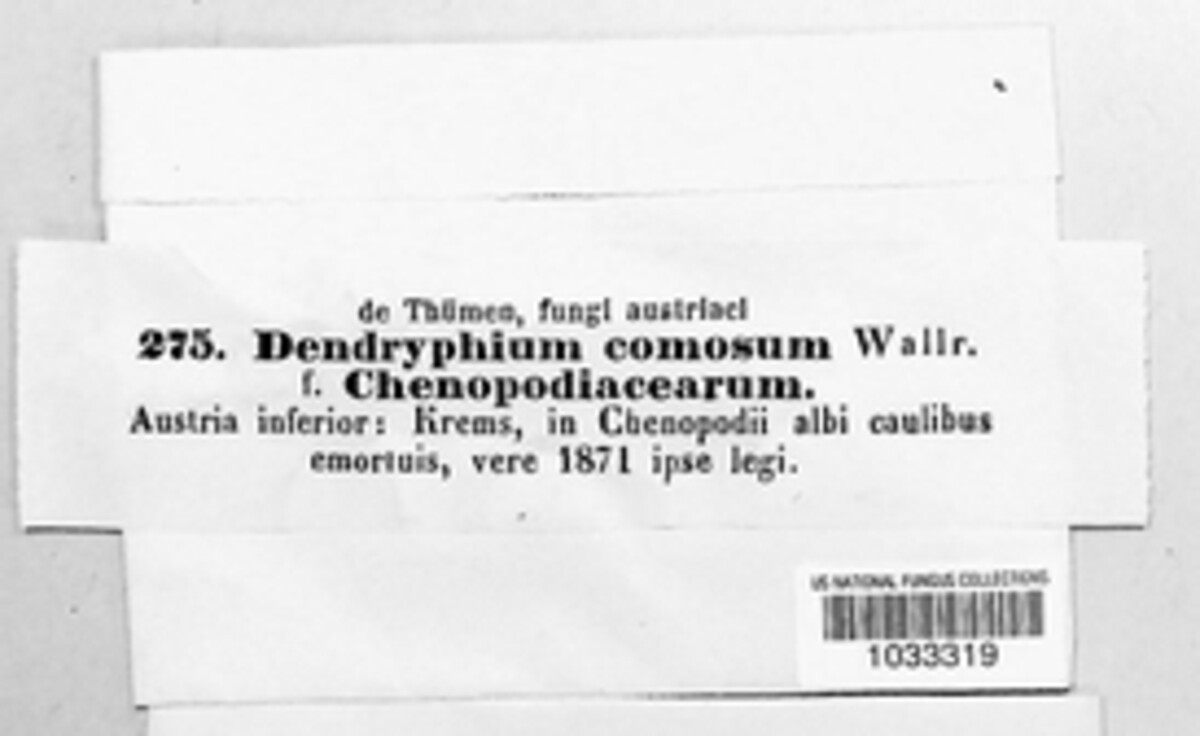 de Thümen, fungi austriaci
275. Dendryphium comosum Wallr.
f. Chenopodiacearum.
Austria inferior: Krems, in Chenopodii albi caulibus
emortuis, vere 1871 ipse legi.
US NATIONAL FUNGUS COLLECTIONS
1033319